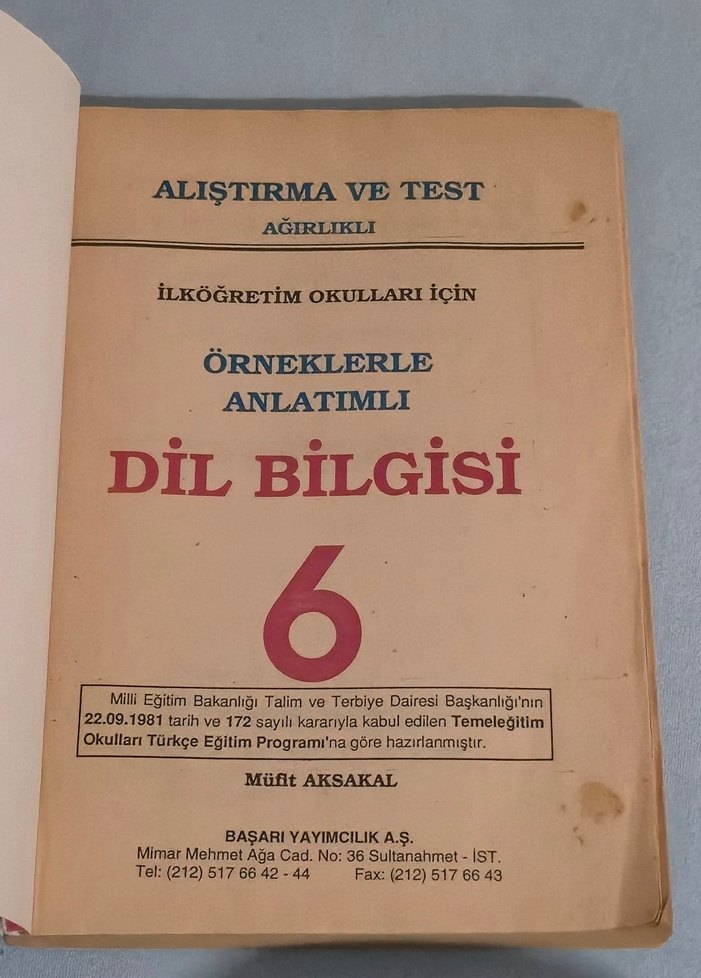 ALIŞTIRMA VE TEST
AĞIRLIKLI
İLKÖĞRETİM OKULLARI İÇİN
ÖRNEKLERLE
ANLATIMLI
DİL BİLGİSİ
6
Milli Eğitim Bakanlığı Talim ve Terbiye Dairesi Başkanlığı'nın
22.09.1981 tarih ve 172 sayılı kararıyla kabul edilen Temeleğitim
Okulları Türkçe Eğitim Programı'na göre hazırlanmıştır.
Müfit AKSAKAL
BAŞARI YAYIMCILIK A.Ş.
Mimar Mehmet Ağa Cad. No: 36 Sultanahmet - İST.
Tel: (212) 517 66 42 - 44 Fax: (212) 517 66 43